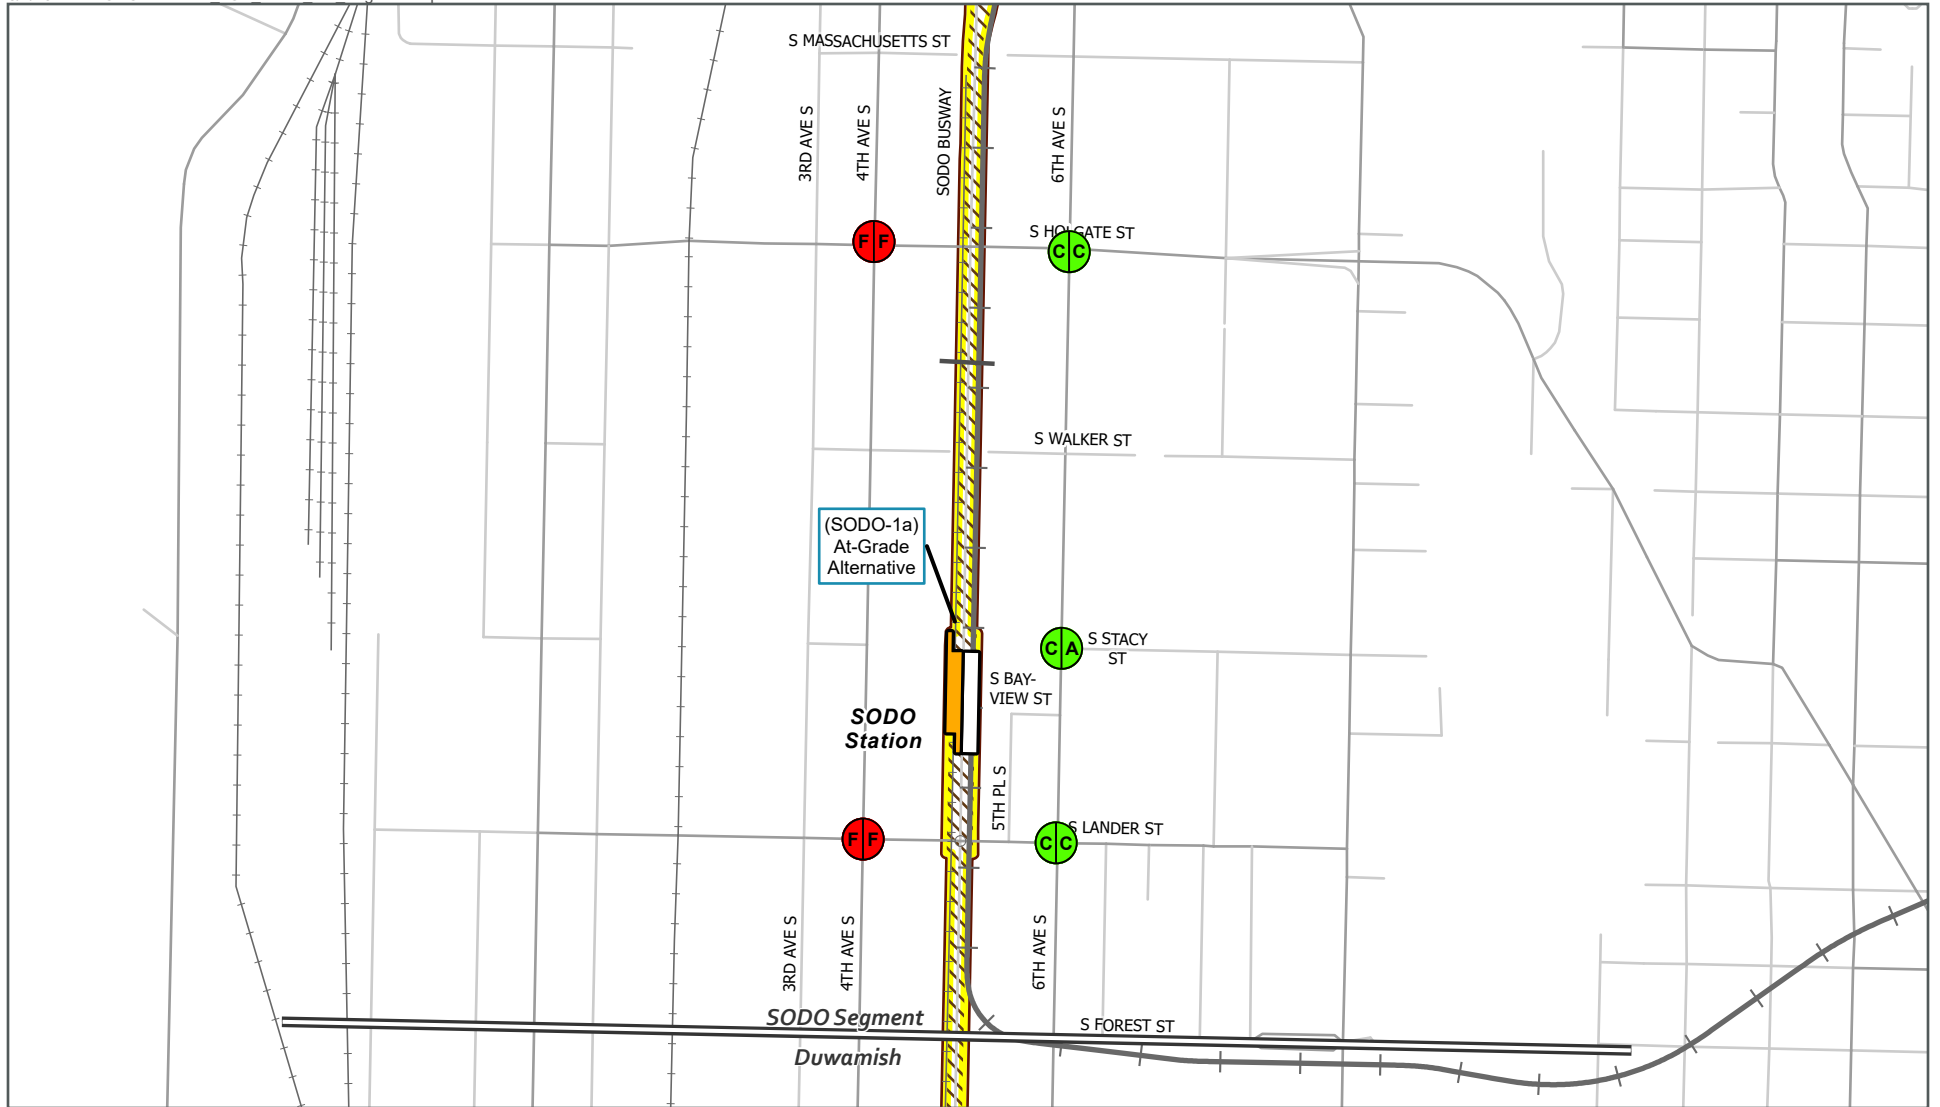 S MASSACHUSETTS ST
3RD AVE S
4TH AVE S
SODO BUSWAY
6TH AVE S
F F
S HOLGATE ST
C C
S WALKER ST
(SODO-1a)
At-Grade
Alternative
C A
S STACY
ST
S BAY-
VIEW ST
SODO
Station
5TH PL S
F F
C C
S LANDER ST
3RD AVE S
4TH AVE S
6TH AVE S
SODO Segment
S FOREST ST
Duwamish